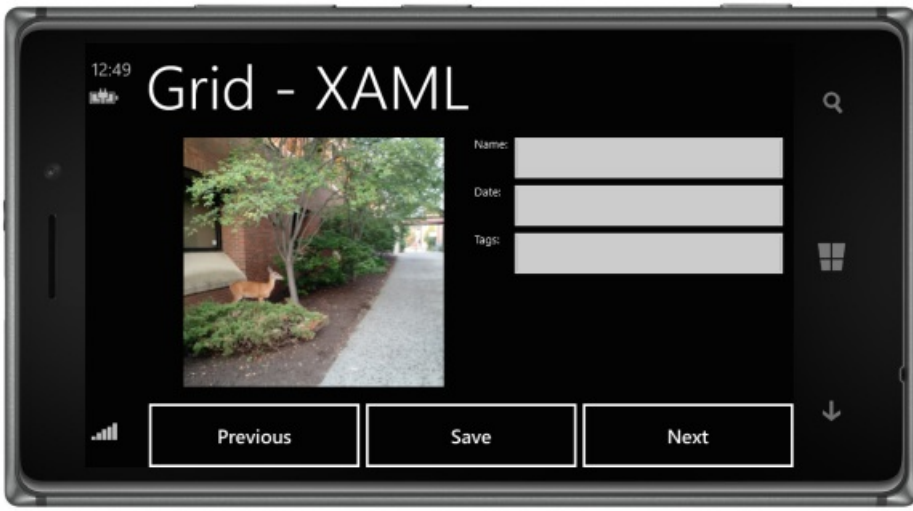 12:49
Grid - XAML
Name:
Date:
Tags:
Previous
Save
Next